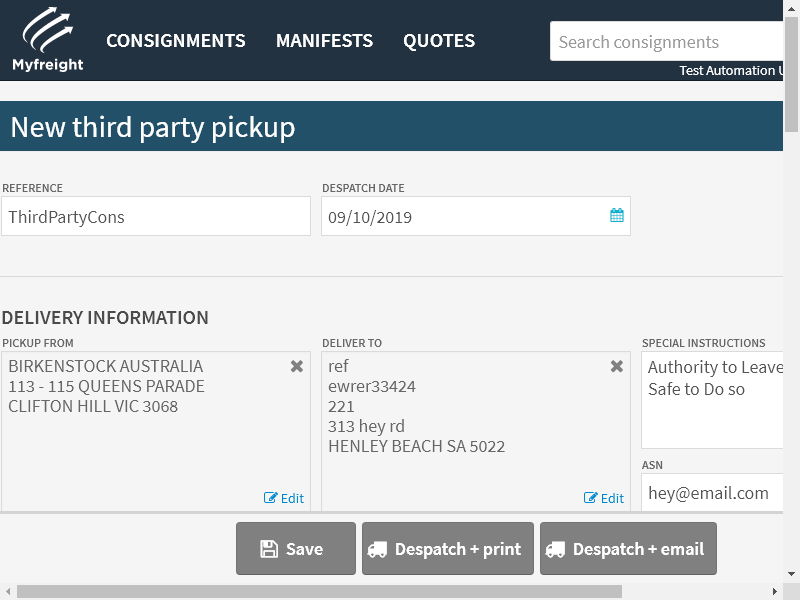 Myfreight
CONSIGNMENTS
MANIFESTS
QUOTES
Search consignments
Test Automation
New third party pickup
REFERENCE
DESPATCH DATE
ThirdPartyCons
09/10/2019
DELIVERY INFORMATION
PICKUP FROM
BIRKENSTOCK AUSTRALIA
113 - 115 QUEENS PARADE
CLIFTON HILL VIC 3068
Edit
DELIVER TO
ref
ewrer33424
221
313 hey rd
HENLEY BEACH SA 5022
Edit
SPECIAL INSTRUCTIONS
Authority to Leave
Safe to Do so
ASN
hey@email.com
Save
Despatch + print
Despatch + email